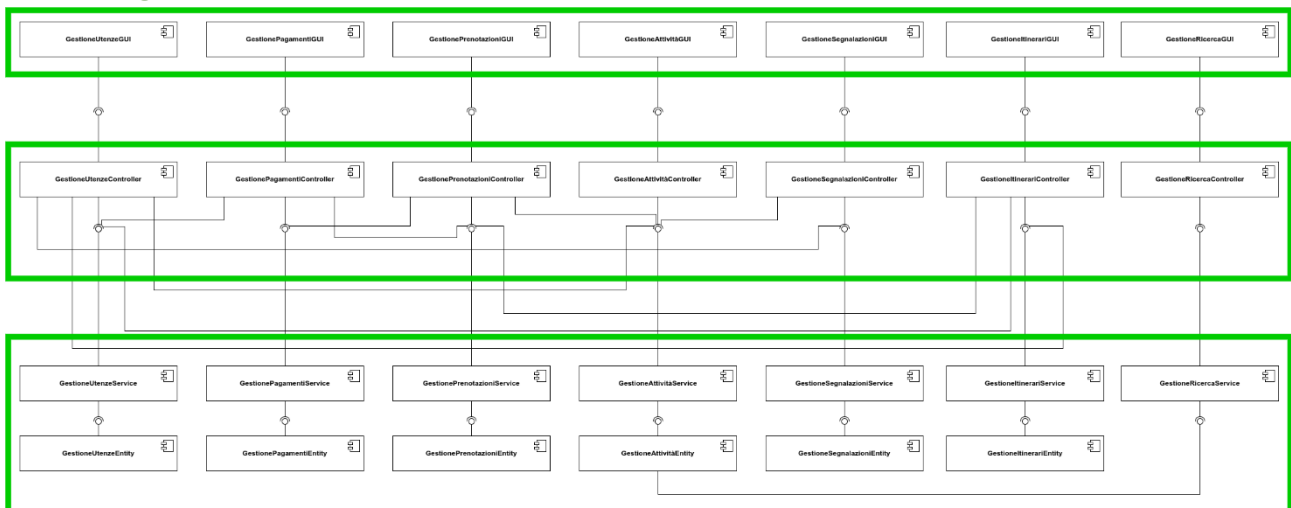 GestioneUtenzeGUI
GestionePagamentiGUI
GestionePrenotazioniGUI
GestioneAttivitàGUI
GestioneSegnalazioniGUI
GestioneItinerariGUI
GestioneRicercaGUI
GestioneUtenzeController
GestionePagamentiController
GestionePrenotazioniController
GestioneAttivitàController
GestioneSegnalazioniController
GestioneItinerariController
GestioneRicercaController
GestioneUtenzeService
GestionePagamentiService
GestionePrenotazioniService
GestioneAttivitàService
GestioneSegnalazioniService
GestioneItinerariService
GestioneRicercaService
GestioneUtenzeEntity
GestionePagamentiEntity
GestionePrenotazioniEntity
GestioneAttivitàEntity
GestioneSegnalazioniEntity
GestioneItinerariEntity